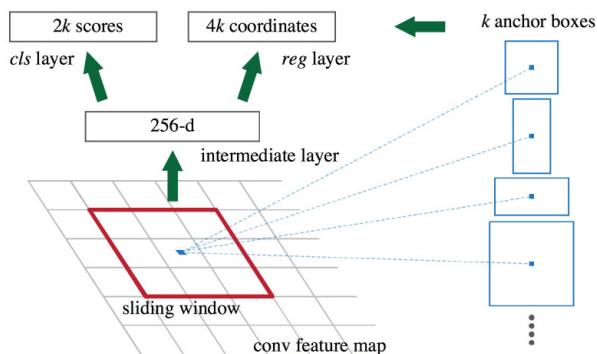 2k scores
4k coordinates
k anchor boxes
cls layer
reg layer
256-d
intermediate layer
sliding window
conv feature map